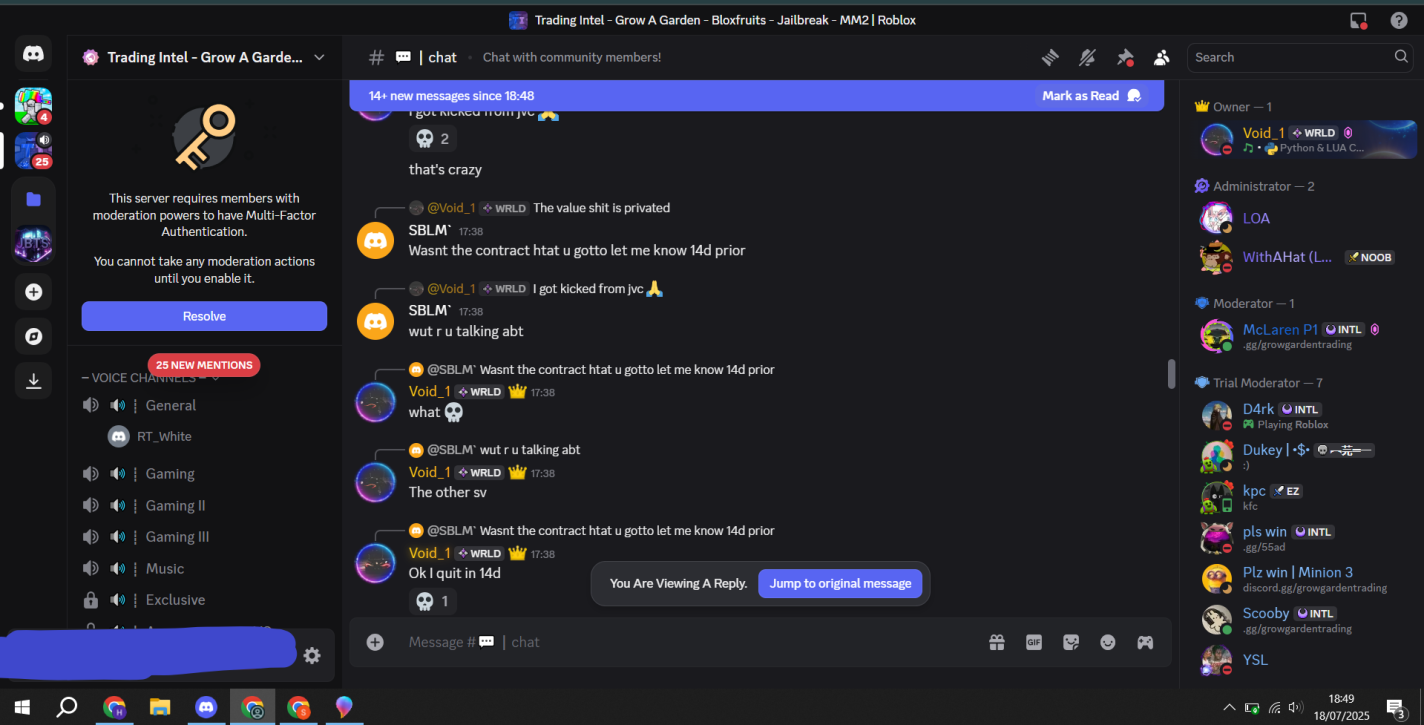 Trading Intel - Grow A Garden - Bloxfruits - Jailbreak - MM2 | Roblox
4
25
Trading Intel - Grow A Garde...
This server requires members with
moderation powers to have Multi-Factor
Authentication.
You cannot take any moderation actions
until you enable it.
Resolve
25 NEW MENTIONS
– VOICE CHANNELS –
General
RT_White
Gaming
Gaming II
Gaming III
Music
Exclusive
# 💬 | chat
Chat with community members!
Search
14+ new messages since 18:48
Mark as Read
I got kicked from jvc 🙏
💀 2
that's crazy
@Void_1 WRLD The value shit is privated
SBLM` 17:38
Wasnt the contract htat u gotto let me know 14d prior
@Void_1 WRLD I got kicked from jvc 🙏
SBLM` 17:38
wut r u talking abt
@SBLM` Wasnt the contract htat u gotto let me know 14d prior
Void_1 WRLD 17:38
what 💀
@SBLM` wut r u talking abt
Void_1 WRLD 17:38
The other sv
@SBLM` Wasnt the contract htat u gotto let me know 14d prior
Void_1 WRLD 17:38
Ok I quit in 14d
💀 1
You Are Viewing A Reply.
Jump to original message
Message #💬 | chat
GIF
Owner — 1
Void_1 WRLD
Python & LUA C...
Administrator — 2
LOA
WithAHat (L... NOOB
Moderator — 1
McLaren P1 INTL
.gg/growgardentrading
Trial Moderator — 7
D4rk INTL
Playing Roblox
Dukey | •$•
:)
kpc EZ
kfc
pls win INTL
.gg/55ad
Plz win | Minion 3
discord.gg/growgardentrading
Scooby INTL
.gg/growgardentrading
YSL
18:49
18/07/2025
3